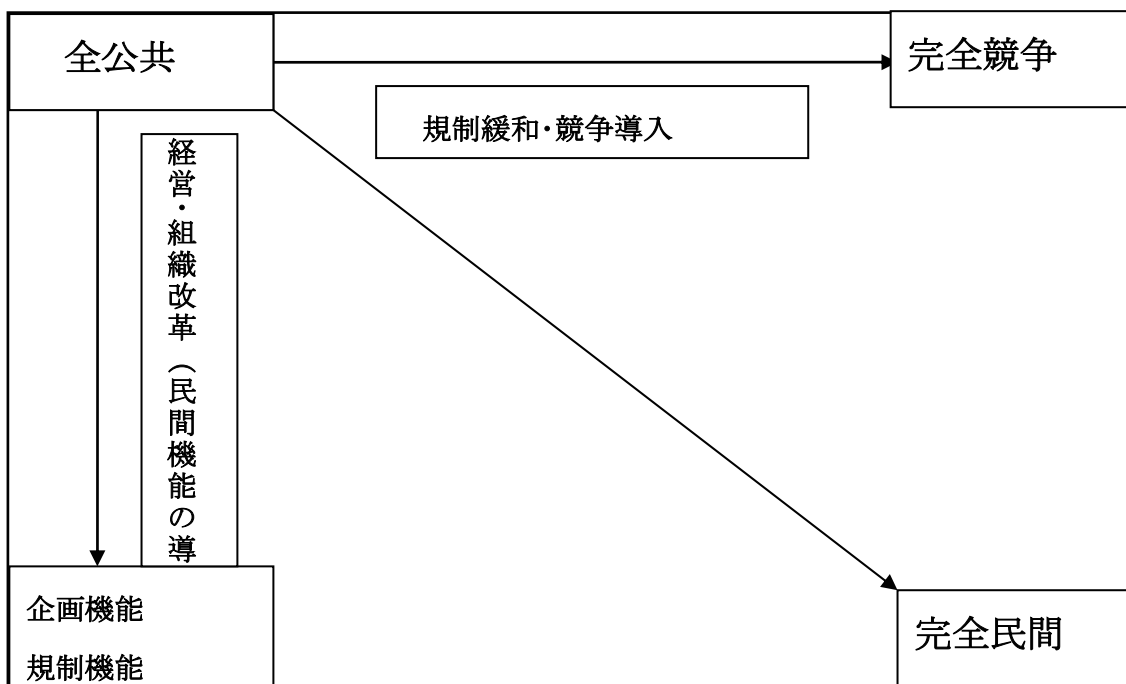 全公共
完全競争
規制緩和・競争導入
経営・組織改革（民間機能の導
企画機能
規制機能
完全民間